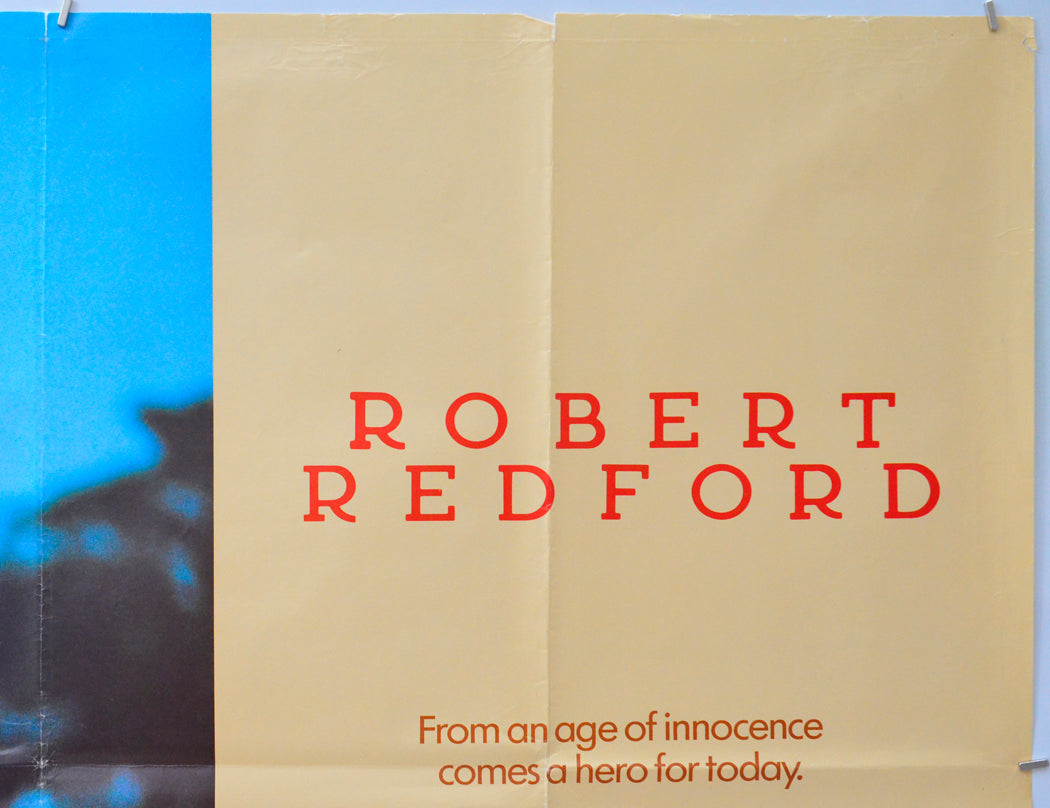 ROBERT
REDFORD
From an age of innocence
comes a hero for today.